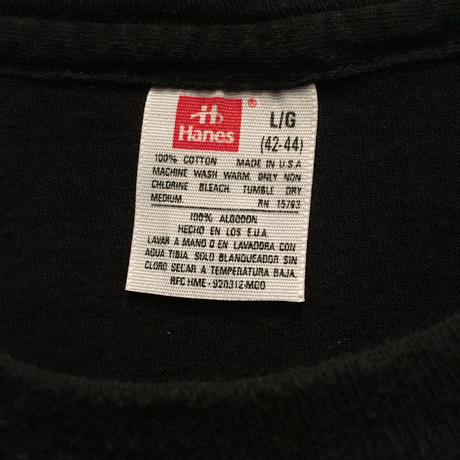 Hanes ®
L/G
(42-44)
100% COTTON MADE IN U.S.A
MACHINE WASH WARM. ONLY NON
CHLORINE BLEACH. TUMBLE DRY
MEDIUM. RN 15763
100% ALGODON
HECHO EN LOS E.U.A.
LAVAR A MANO O EN LAVADORA CON
AGUA TIBIA. SOLO BLANQUEADOR SIN
CLORO SECAR A TEMPERATURA BAJA.
RFC HME - 920312-MD0